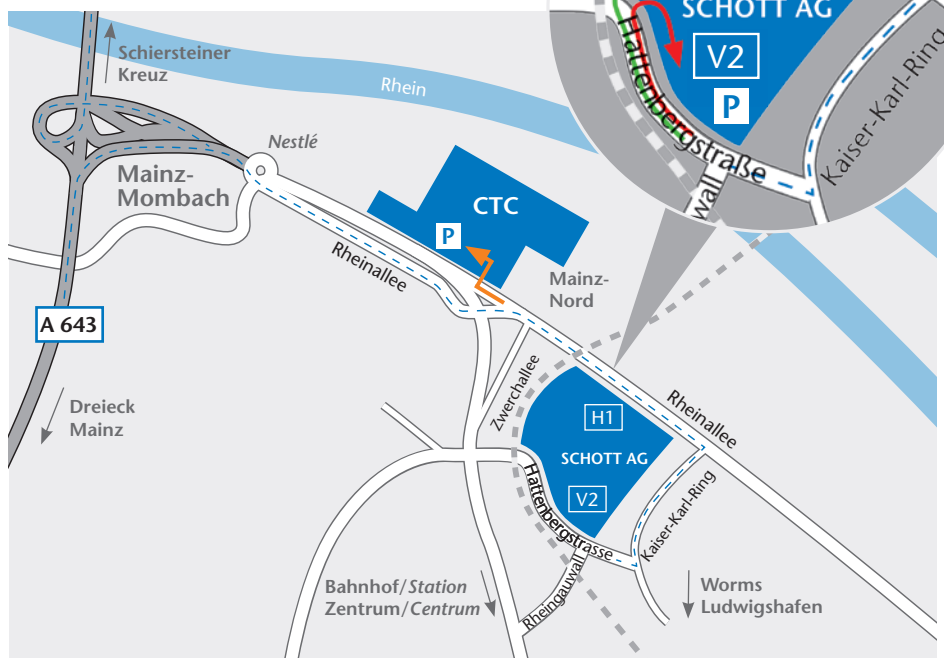 Schiersteiner
Kreuz
Rhein
Nestlé
Mainz-
Mombach
CTC
P
Rheinallee
Mainz-
Nord
A 643
Dreieck
Mainz
Zwerchallee
H1
SCHOTT AG
V2
Rheinallee
Hattenbergstrasse
Kaiser-Karl-Ring
Rheingauwall
Bahnhof/Station
Zentrum/Centrum
Worms
Ludwigshafen
SCHOTT AG
V2
P
Hattenbergstraße
Kaiser-Karl-Ring
wall